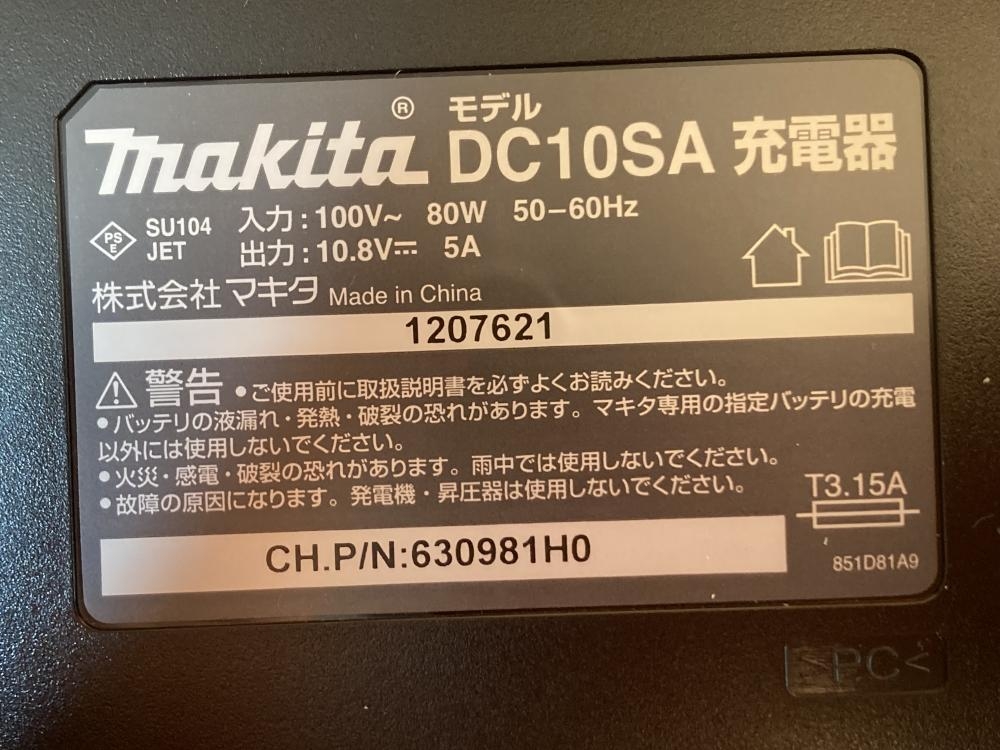 makita® モデル DC10SA 充電器
PS E SU104 JET
入力:100V~ 80W 50-60Hz
出力:10.8V⎓ 5A
株式会社マキタ Made in China
1207621
⚠警告 •ご使用前に取扱説明書を必ずよくお読みください。
•バッテリの液漏れ・発熱・破裂の恐れがあります。マキタ専用の指定バッテリの充電
以外には使用しないでください。
•火災・感電・破裂の恐れがあります。雨中では使用しないでください。
•故障の原因になります。発電機・昇圧器は使用しないでください。
T3.15A
CH.P/N:630981H0
851D81A9
>PC<